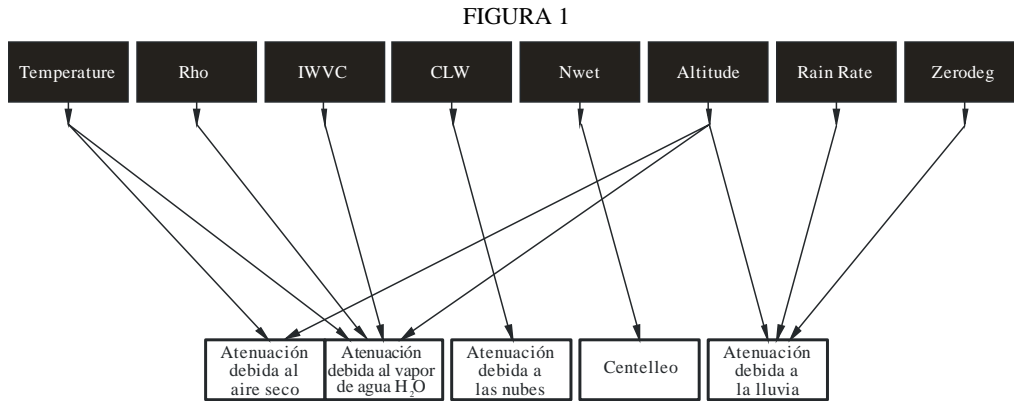 FIGURA 1
Temperature
Rho
IWVC
CLW
Nwet
Altitude
Rain Rate
Zerodeg
Atenuación
debida al
aire seco
Atenuación
debida al vapor
de agua H₂O
Atenuación
debida a
las nubes
Centelleo
Atenuación
debida a
la lluvia